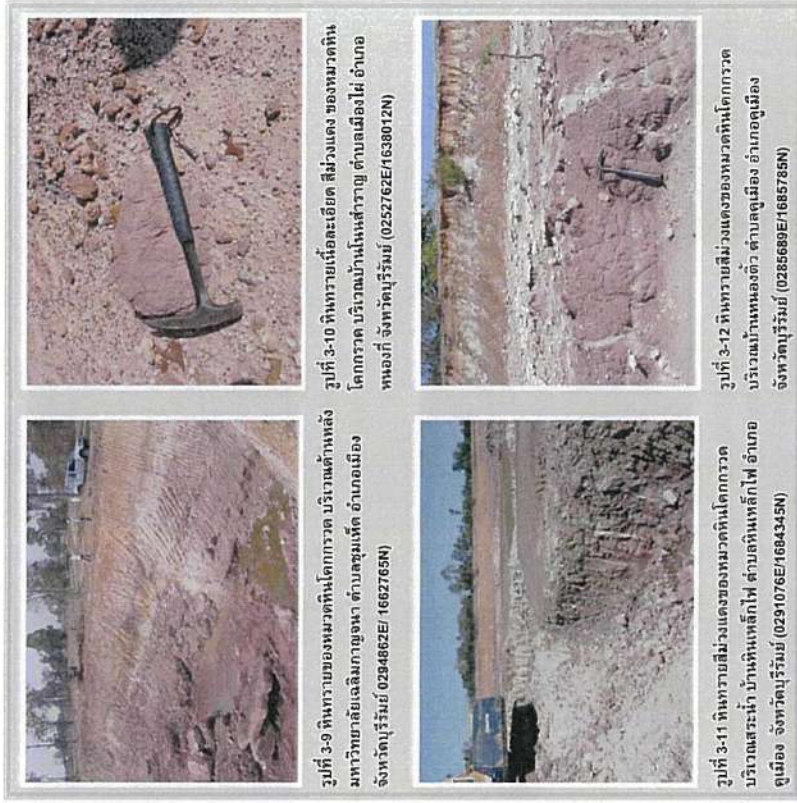 รูปที่ 3-9 หินทรายของหมวดหินโคกกรวด บริเวณด้านหลัง
มหาวิทยาลัยเฉลิมกาญจนา ตำบลชุมเห็ด อำเภอเมือง
จังหวัดบุรีรัมย์ 0294862E/ 1662765N)
รูปที่ 3-10 หินทรายเนื้อละเอียด สีม่วงแดง ของหมวดหิน
โคกกรวด บริเวณบ้านโนนสำราญ ตำบลเมืองไผ่ อำเภอ
หนองกี่ จังหวัดบุรีรัมย์ (0252762E/1638012N)
รูปที่ 3-11 หินทรายสีม่วงแดงของหมวดหินโคกกรวด
บริเวณสระน้ำ บ้านหินเหล็กไฟ ตำบลหินเหล็กไฟ อำเภอ
คูเมือง จังหวัดบุรีรัมย์ (0291076E/1684345N)
รูปที่ 3-12 หินทรายสีม่วงแดงของหมวดหินโคกกรวด
บริเวณบ้านหนองติ้ว ตำบลคูเมือง อำเภอคูเมือง
จังหวัดบุรีรัมย์ (0285689E/1685785N)